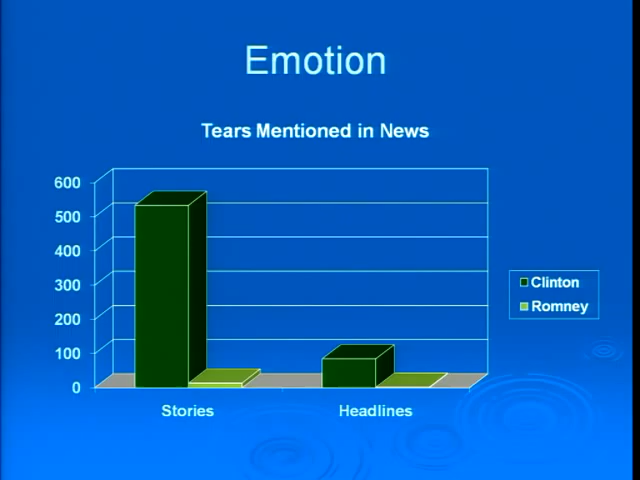 Emotion
Tears Mentioned in News
600
500
400
300
200
100
0
Stories
Headlines
Clinton
Romney